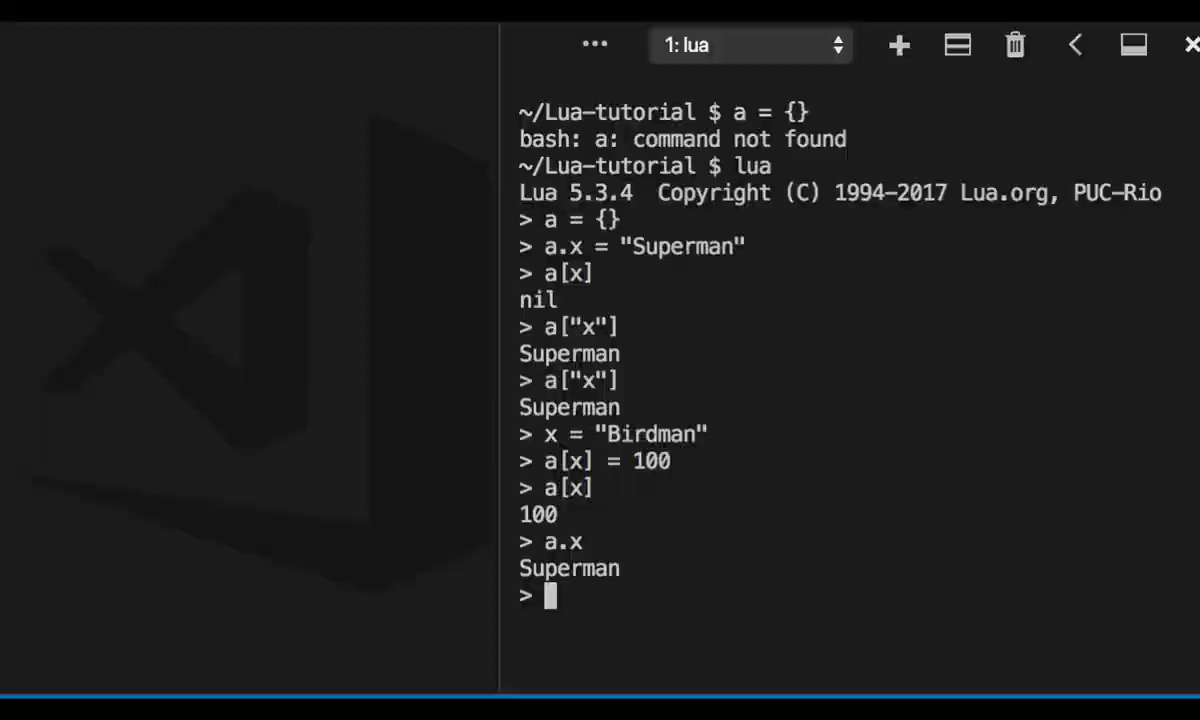 1: lua
~/Lua-tutorial $ a = {}
bash: a: command not found
~/Lua-tutorial $ lua
Lua 5.3.4  Copyright (C) 1994-2017 Lua.org, PUC-Rio
> a = {}
> a.x = "Superman"
> a[x]
nil
> a["x"]
Superman
> a["x"]
Superman
> x = "Birdman"
> a[x] = 100
> a[x]
100
> a.x
Superman
>